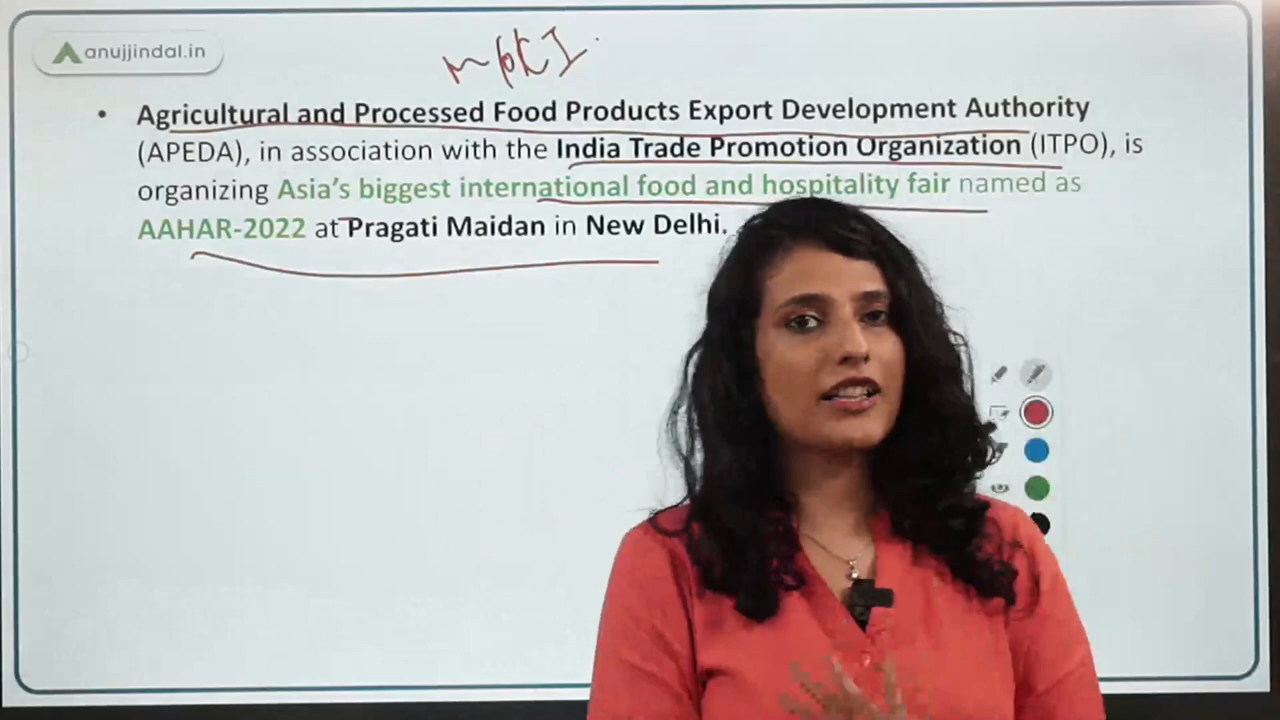 anujjindal.in
• Agricultural and Processed Food Products Export Development Authority
(APEDA), in association with the India Trade Promotion Organization (ITPO), is
organizing Asia's biggest international food and hospitality fair named as
AAHAR-2022 at Pragati Maidan in New Delhi.